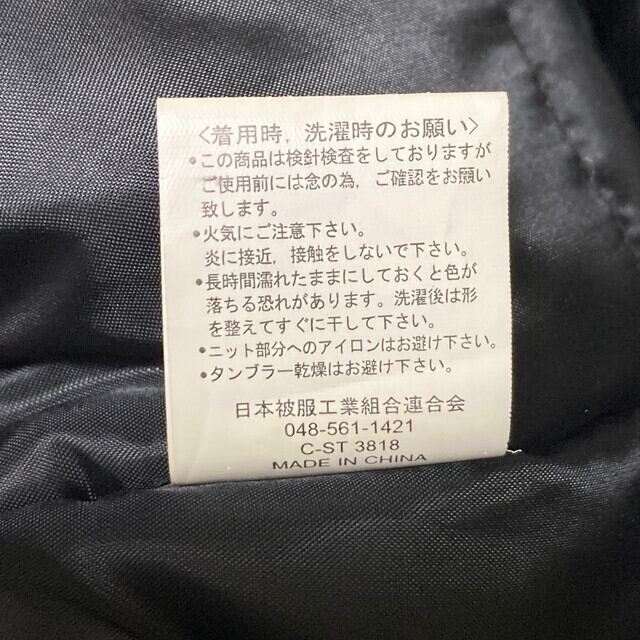 <着用時，洗濯時のお願い>
●この商品は検針検査をしておりますが
ご使用前には念の為，ご確認をお願い
致します。
●火気にご注意下さい。
炎に接近，接触をしないで下さい。
●長時間濡れたままにしておくと色が
落ちる恐れがあります。洗濯後は形
を整えてすぐに干して下さい。
●ニット部分へのアイロンはお避け下さい。
●タンブラー乾燥はお避け下さい。
日本被服工業組合連合会
048-561-1421
C-ST 3818
MADE IN CHINA